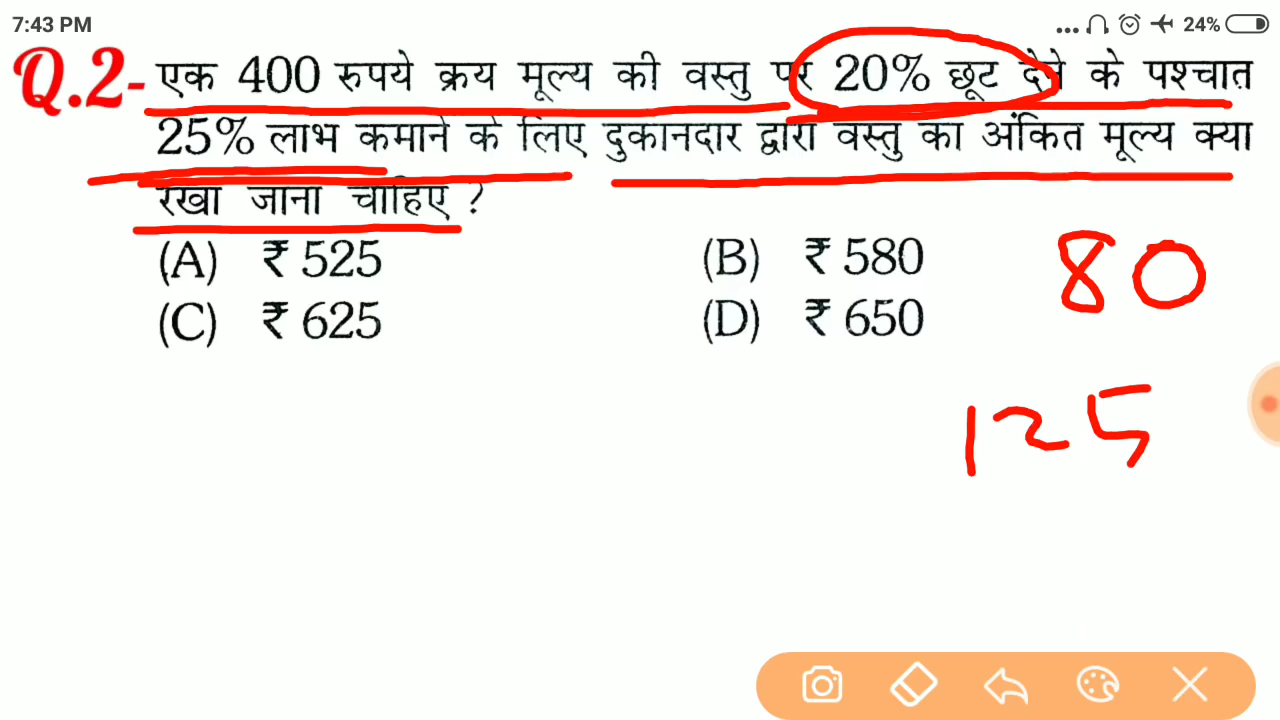 7:43 PM
24%
Q.2- एक 400 रुपये क्रय मूल्य की वस्तु पर 20% छूट देने के पश्चात
25% लाभ कमाने के लिए दुकानदार द्वारा वस्तु का अंकित मूल्य क्या
रखा जाना चाहिए ?
(A) ₹ 525 (B) ₹ 580
(C) ₹ 625 (D) ₹ 650
80
125